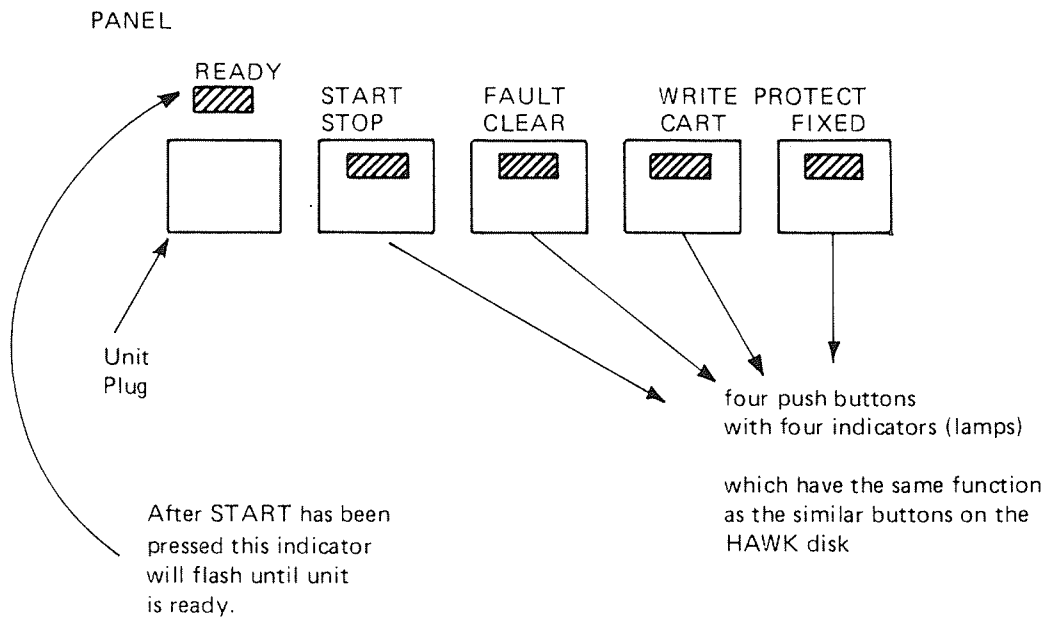 PANEL
READY
START
STOP
FAULT
CLEAR
WRITE PROTECT
CART FIXED
Unit
Plug
four push buttons
with four indicators (lamps)
which have the same function
as the similar buttons on the
HAWK disk
After START has been
pressed this indicator
will flash until unit
is ready.